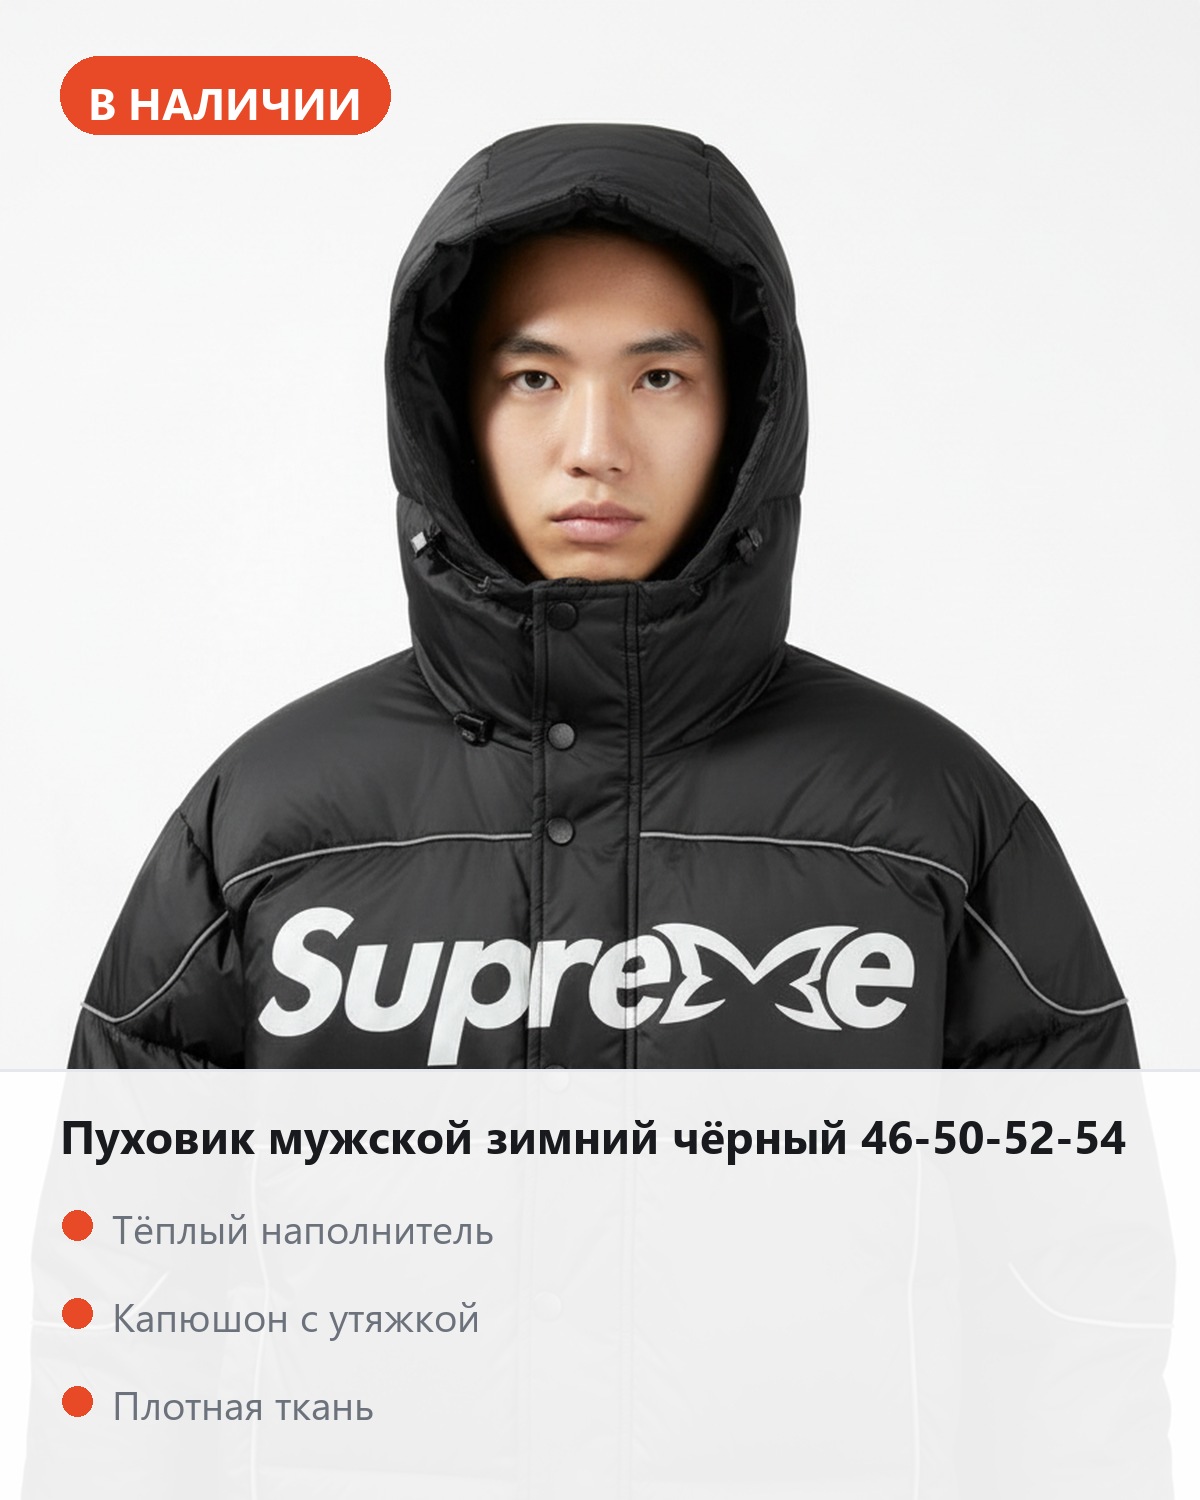 В НАЛИЧИИ
Supreme
Пуховик мужской зимний чёрный 46-50-52-54
Тёплый наполнитель
Капюшон с утяжкой
Плотная ткань